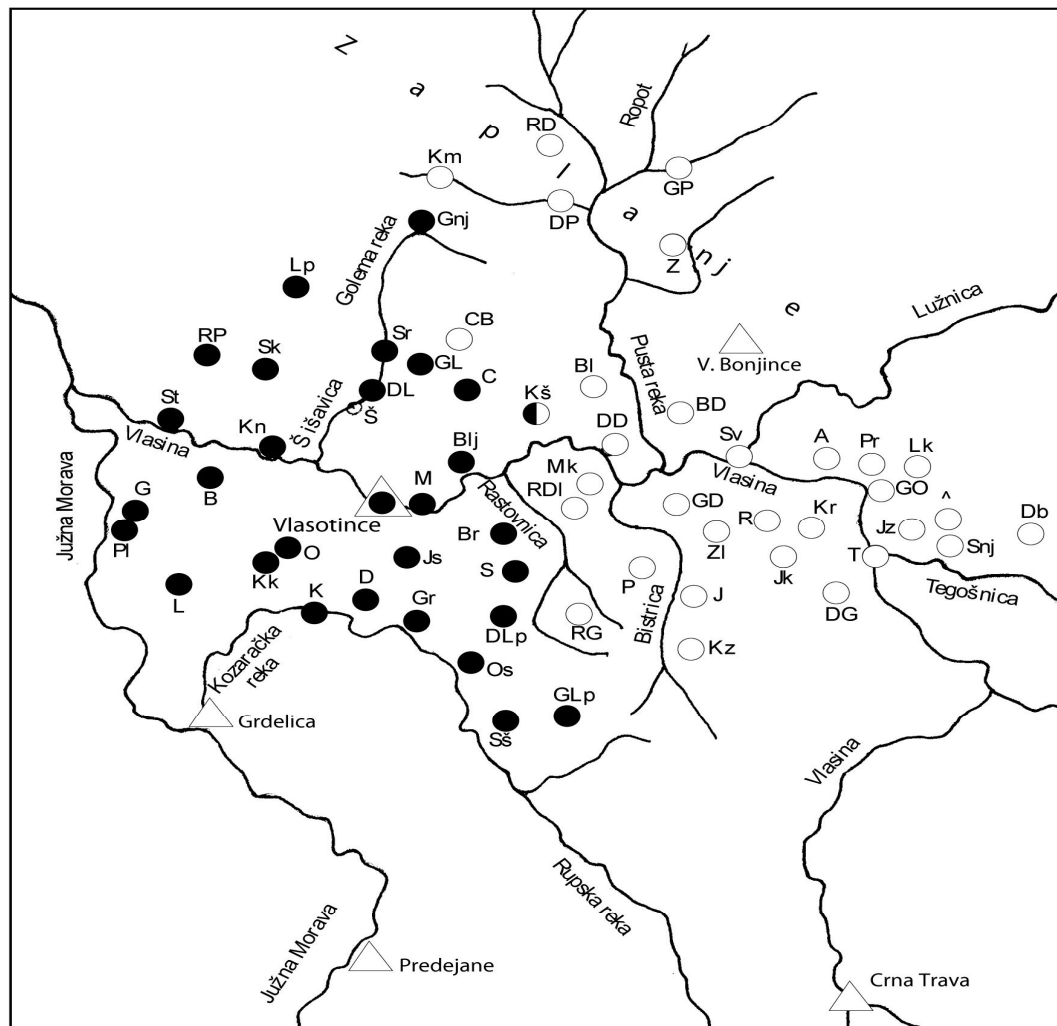 Z a p l a nj e
Ropot
RD
Km
GP
DP
Gnj
Golema reka
Z
Lp
Lužnica
CB
Sr
RP
Sk
GL
Pusta reka
V. Bonjince
Bl
C
DL
Kš
BD
St
Š
Šišavica
DD
Sv
A
Pr
Lk
Kn
Vlasina
Blj
Vlasina
Mk
GO
^
Južna Morava
B
M
Rastovnica
RDl
GD
R
Kr
Db
G
Vlasotince
Jz
Pl
Br
Zl
Snj
O
Js
Jk
T
Kk
S
P
Tegošnica
L
D
J
K
Gr
DG
DLp
RG
Bistrica
Kozaračka
reka
Os
Kz
GLp
Grdelica
Sš
Vlasina
Rupska reka
Južna Morava
Predejane
Crna Trava